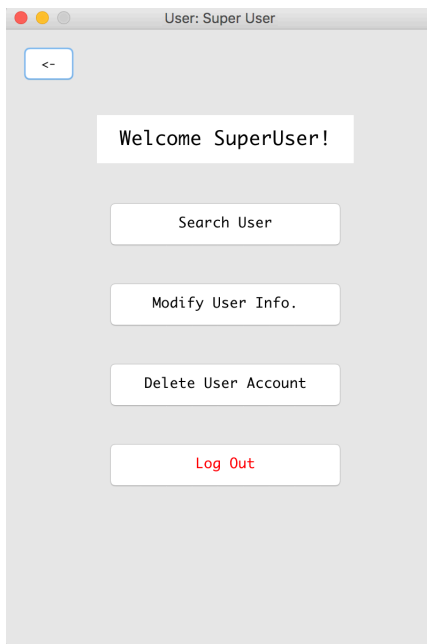 User: Super User
<-
Welcome SuperUser!
Search User
Modify User Info.
Delete User Account
Log Out